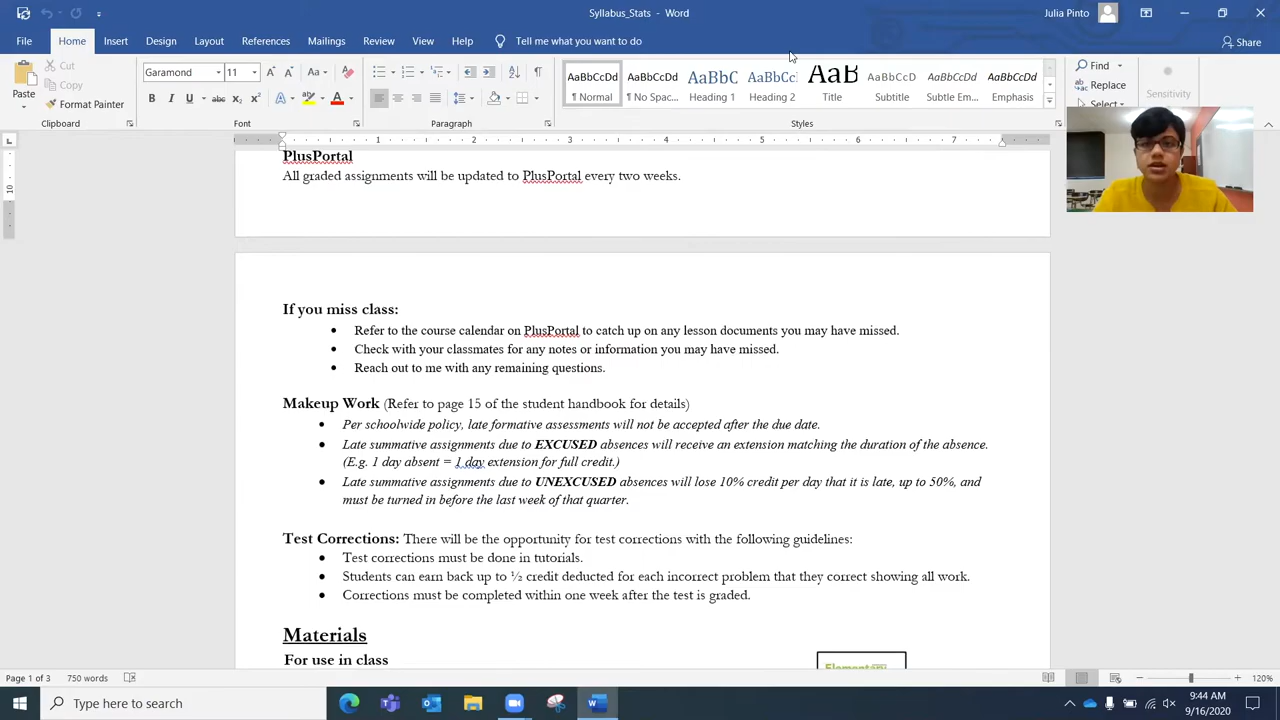 Syllabus_Stats - Word
Julia Pinto
File Home Insert Design Layout References Mailings Review View Help Tell me what you want to do Share
Cut
Copy
Format Painter
Paste
Clipboard
Garamond 11
Font
Paragraph
AaBbCcDd AaBbCcDd AaBbC AaBbCc AaB AaBbCcD AaBbCcDd AaBbCcDd
¶ Normal ¶ No Spac... Heading 1 Heading 2 Title Subtitle Subtle Em... Emphasis
Styles
Find
Replace
Select
Sensitivity
1 2 3 4 5 6 7
10
PlusPortal
All graded assignments will be updated to PlusPortal every two weeks.
If you miss class:
• Refer to the course calendar on PlusPortal to catch up on any lesson documents you may have missed.
• Check with your classmates for any notes or information you may have missed.
• Reach out to me with any remaining questions.
Makeup Work (Refer to page 15 of the student handbook for details)
• Per schoolwide policy, late formative assessments will not be accepted after the due date.
• Late summative assignments due to EXCUSED absences will receive an extension matching the duration of the absence.
(E.g. 1 day absent = 1 day extension for full credit.)
• Late summative assignments due to UNEXCUSED absences will lose 10% credit per day that it is late, up to 50%, and
must be turned in before the last week of that quarter.
Test Corrections: There will be the opportunity for test corrections with the following guidelines:
• Test corrections must be done in tutorials.
• Students can earn back up to ½ credit deducted for each incorrect problem that they correct showing all work.
• Corrections must be completed within one week after the test is graded.
Materials
For use in class
Elementary
Page 1 of 3 750 words
120%
Type here to search
9:44 AM
9/16/2020